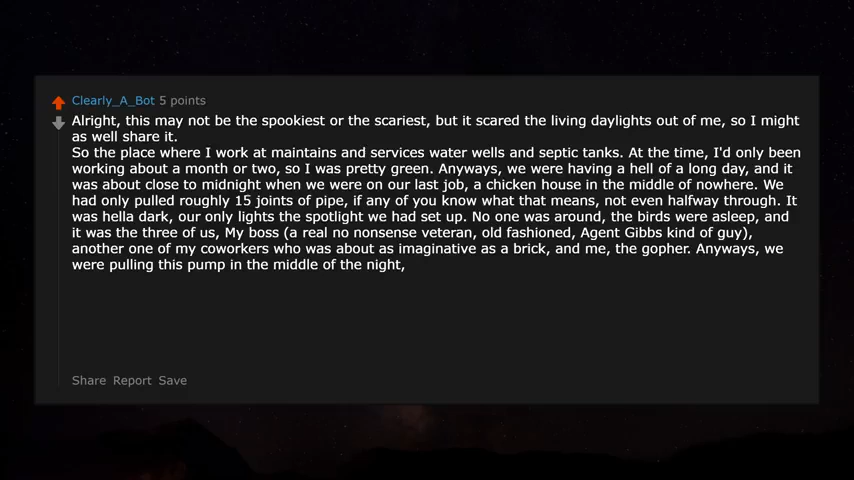 Clearly_A_Bot 5 points
Alright, this may not be the spookiest or the scariest, but it scared the living daylights out of me, so I might
as well share it.
So the place where I work at maintains and services water wells and septic tanks. At the time, I'd only been
working about a month or two, so I was pretty green. Anyways, we were having a hell of a long day, and it
was about close to midnight when we were on our last job, a chicken house in the middle of nowhere. We
had only pulled roughly 15 joints of pipe, if any of you know what that means, not even halfway through. It
was hella dark, our only lights the spotlight we had set up. No one was around, the birds were asleep, and
it was the three of us, My boss (a real no nonsense veteran, old fashioned, Agent Gibbs kind of guy),
another one of my coworkers who was about as imaginative as a brick, and me, the gopher. Anyways, we
were pulling this pump in the middle of the night,
Share Report Save